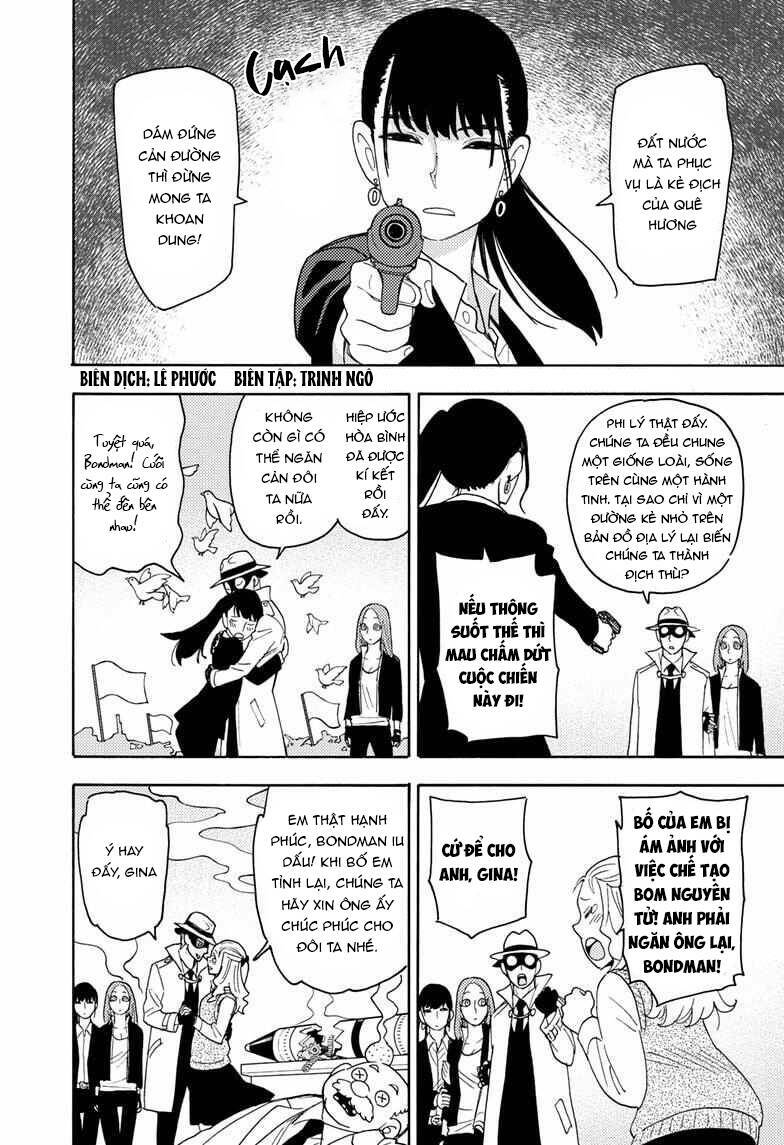 Cạch
ĐẤT NƯỚC
MÀ TA PHỤC
VỤ LÀ KẺ ĐỊCH
CỦA QUÊ
HƯƠNG
DÁM ĐỨNG
CẢN ĐƯỜNG
THÌ ĐỪNG
MONG TA
KHOAN
DUNG!
BIÊN DỊCH: LÊ PHƯỚC BIÊN TẬP: TRINH NGÔ
PHI LÝ THẬT ĐẤY.
CHÚNG TA ĐỀU CHUNG
MỘT GIỐNG LOÀI, SỐNG
TRÊN CÙNG MỘT HÀNH
TINH. TẠI SAO CHỈ VÌ MỘT
ĐƯỜNG KẺ NHỎ TRÊN
BẢN ĐỒ ĐỊA LÝ LẠI BIẾN
CHÚNG TA THÀNH
ĐỊCH THÙ?
NẾU THÔNG
SUỐT THẾ THÌ
MAU CHẤM DỨT
CUỘC CHIẾN
NÀY ĐI!
HIỆP ƯỚC
HÒA BÌNH
ĐÃ ĐƯỢC
KÍ KẾT
RỒI
ĐẤY.
KHÔNG
CÒN GÌ CÓ
THỂ NGĂN
CẢN ĐÔI
TA NỮA
RỒI.
Tuyệt quá,
Bondman! Cuối
cùng ta cũng có
thể đến bên
nhau!
BỐ CỦA EM BỊ
ÁM ẢNH VỚI
VIỆC CHẾ TẠO
BOM NGUYÊN
TỬ! ANH PHẢI
NGĂN ÔNG LẠI,
BONDMAN!
CỨ ĐỂ CHO
ANH, GINA!
EM THẬT HẠNH
PHÚC, BONDMAN IU
DẤU! KHI BỐ EM
TỈNH LẠI, CHÚNG TA
HÃY XIN ÔNG ẤY
CHÚC PHÚC CHO
ĐÔI TA NHÉ.
Ý HAY
ĐẤY, GINA